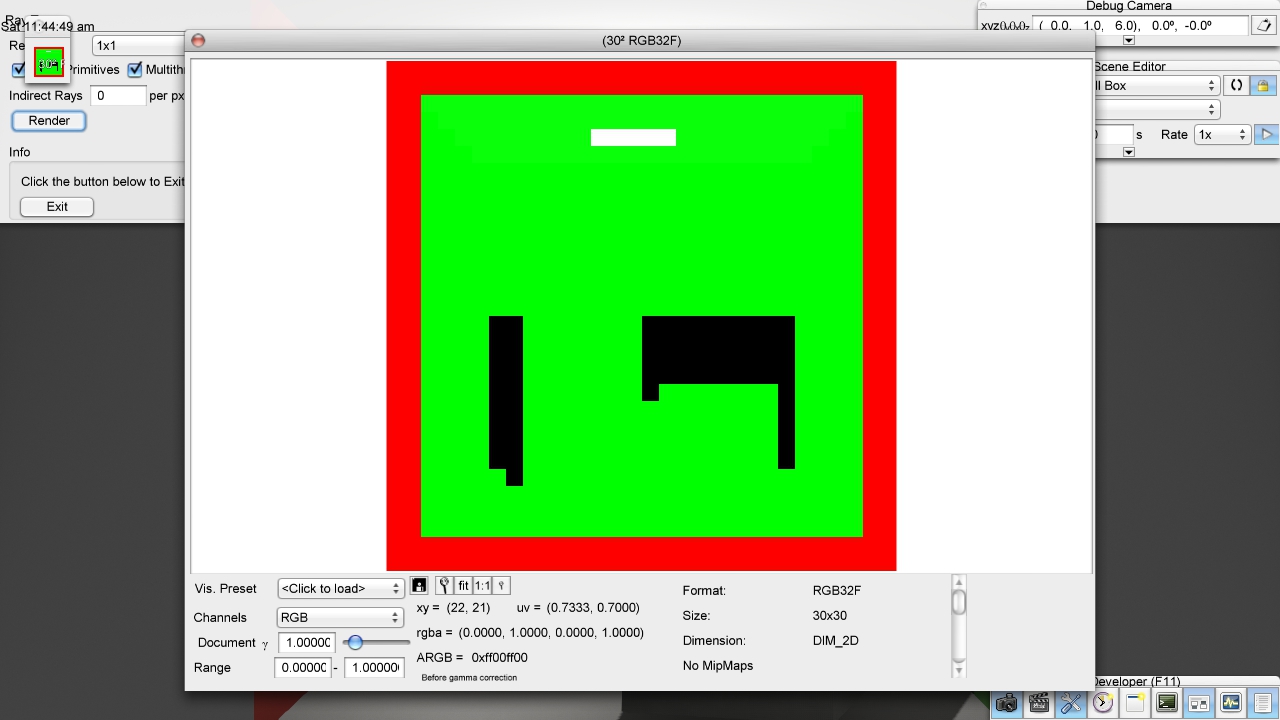 Debug Camera
Sat 11:44:49 am
xyz ( 0.0, 1.0, 6.0), 0.0º, -0.0º
(30² RGB32F)
Re
1x1
Primitives
Multith
Scene Editor
ll Box
Indirect Rays 0 per px
Render
s Rate 1x
Info
Click the button below to Exit
Exit
Vis. Preset <Click to load>
fit 1:1
Channels RGB
Document γ 1.0000
Range 0.0000 - 1.0000
xy = (22, 21) uv = (0.7333, 0.7000)
rgba = (0.0000, 1.0000, 0.0000, 1.0000)
ARGB = 0xff00ff00
Before gamma correction
Format: RGB32F
Size: 30x30
Dimension: DIM_2D
No MipMaps
Developer (F11)